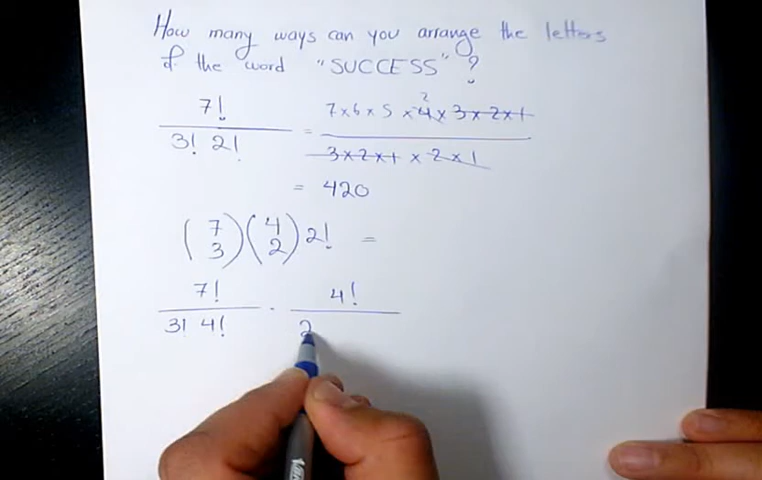 How many ways can you arrange the letters
of the word "SUCCESS"?
7! / 3! 2! = 7×6×5×4×3×2×1 / 3×2×1×2×1
2
= 420
(7 3)(4 2) 2! =
7! / 3! 4! · 4! / 2